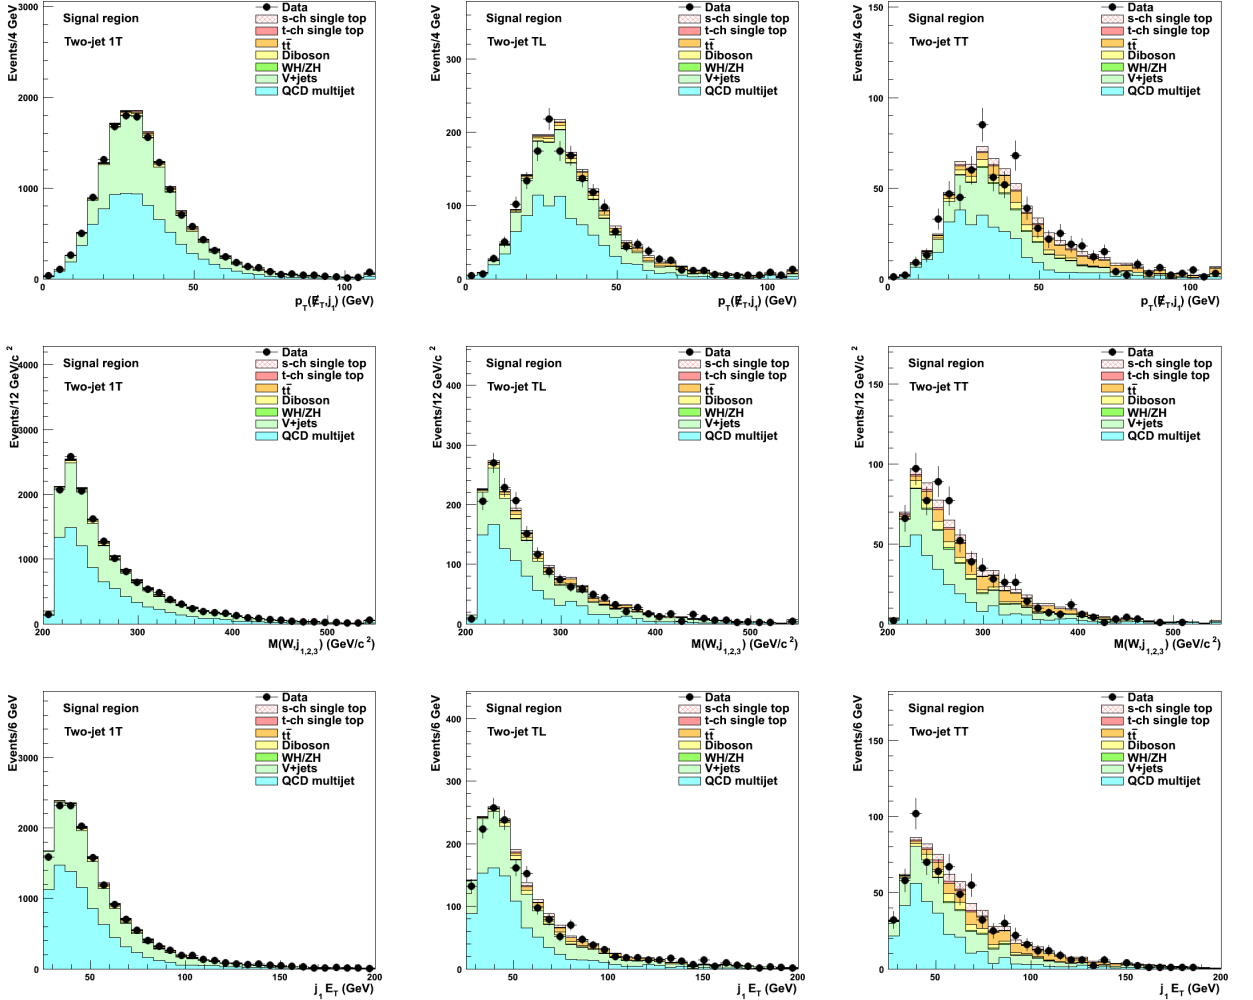 Events/4 GeV
3000
2000
1000
0
Signal region
Two-jet 1T
Data
s-ch single top
t-ch single top
tt̄
Diboson
WH/ZH
V+jets
QCD multijet
0 50 100
p_T(E̸_T,j_1) (GeV)
Events/4 GeV
300
200
100
0
Signal region
Two-jet TL
Data
s-ch single top
t-ch single top
tt̄
Diboson
WH/ZH
V+jets
QCD multijet
0 50 100
p_T(E̸_T,j_1) (GeV)
Events/4 GeV
150
100
50
0
Signal region
Two-jet TT
Data
s-ch single top
t-ch single top
tt̄
Diboson
WH/ZH
V+jets
QCD multijet
0 50 100
p_T(E̸_T,j_1) (GeV)
Events/12 GeV/c^2
4000
3000
2000
1000
0
Signal region
Two-jet 1T
Data
s-ch single top
t-ch single top
tt̄
Diboson
WH/ZH
V+jets
QCD multijet
200 300 400 500
M(W,j_1,2,3) (GeV/c^2)
Events/12 GeV/c^2
400
300
200
100
0
Signal region
Two-jet TL
Data
s-ch single top
t-ch single top
tt̄
Diboson
WH/ZH
V+jets
QCD multijet
200 300 400 500
M(W,j_1,2,3) (GeV/c^2)
Events/12 GeV/c^2
150
100
50
0
Signal region
Two-jet TT
Data
s-ch single top
t-ch single top
tt̄
Diboson
WH/ZH
V+jets
QCD multijet
200 300 400 500
M(W,j_1,2,3) (GeV/c^2)
Events/6 GeV
3000
2000
1000
0
Signal region
Two-jet 1T
Data
s-ch single top
t-ch single top
tt̄
Diboson
WH/ZH
V+jets
QCD multijet
50 100 150 200
j_1 E_T (GeV)
Events/6 GeV
400
300
200
100
0
Signal region
Two-jet TL
Data
s-ch single top
t-ch single top
tt̄
Diboson
WH/ZH
V+jets
QCD multijet
50 100 150 200
j_1 E_T (GeV)
Events/6 GeV
150
100
50
0
Signal region
Two-jet TT
Data
s-ch single top
t-ch single top
tt̄
Diboson
WH/ZH
V+jets
QCD multijet
50 100 150 200
j_1 E_T (GeV)